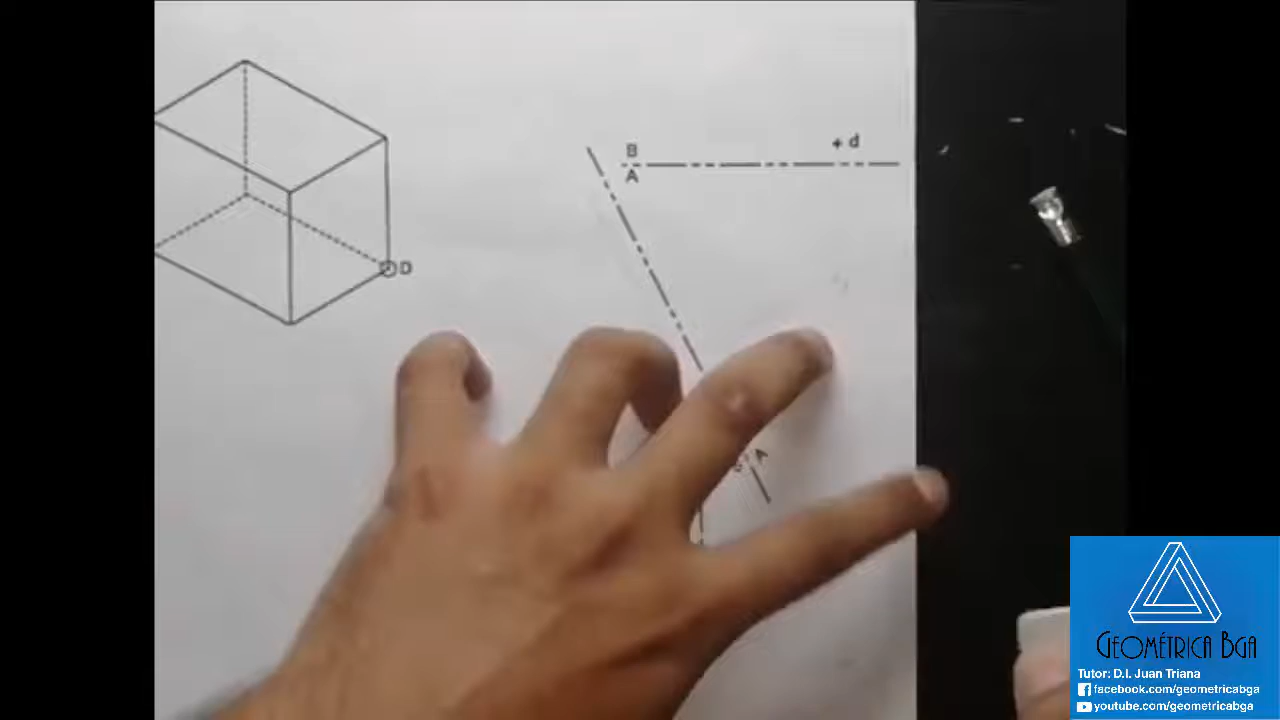 D
B
A
+ d
A
GEOMÉTRICA BGA
Tutor: D.I. Juan Triana
facebook.com/geometricabga
youtube.com/geometricabga